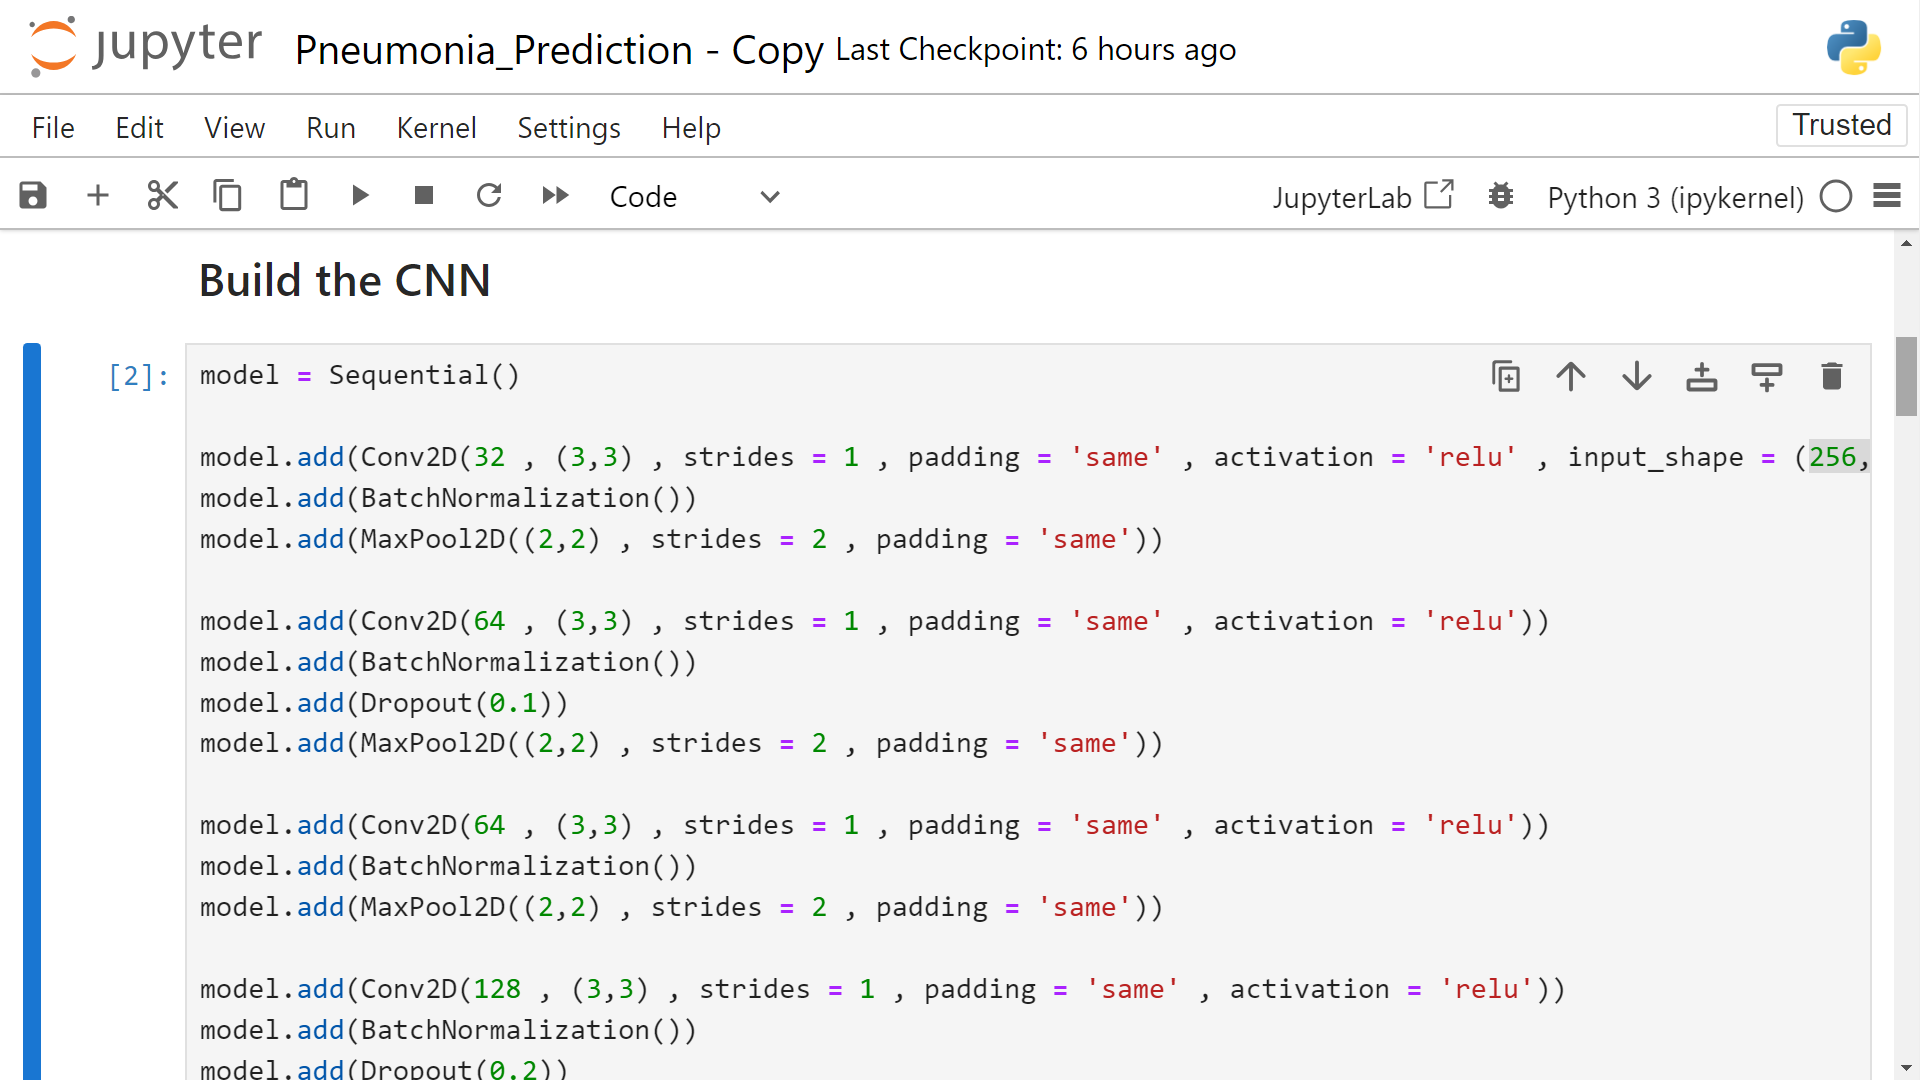 jupyter Pneumonia_Prediction - Copy Last Checkpoint: 6 hours ago
File Edit View Run Kernel Settings Help Trusted
Code JupyterLab Python 3 (ipykernel)
Build the CNN
[2]: model = Sequential()
model.add(Conv2D(32 , (3,3) , strides = 1 , padding = 'same' , activation = 'relu' , input_shape = (256,
model.add(BatchNormalization())
model.add(MaxPool2D((2,2) , strides = 2 , padding = 'same'))
model.add(Conv2D(64 , (3,3) , strides = 1 , padding = 'same' , activation = 'relu'))
model.add(BatchNormalization())
model.add(Dropout(0.1))
model.add(MaxPool2D((2,2) , strides = 2 , padding = 'same'))
model.add(Conv2D(64 , (3,3) , strides = 1 , padding = 'same' , activation = 'relu'))
model.add(BatchNormalization())
model.add(MaxPool2D((2,2) , strides = 2 , padding = 'same'))
model.add(Conv2D(128 , (3,3) , strides = 1 , padding = 'same' , activation = 'relu'))
model.add(BatchNormalization())
model.add(Dropout(0.2))